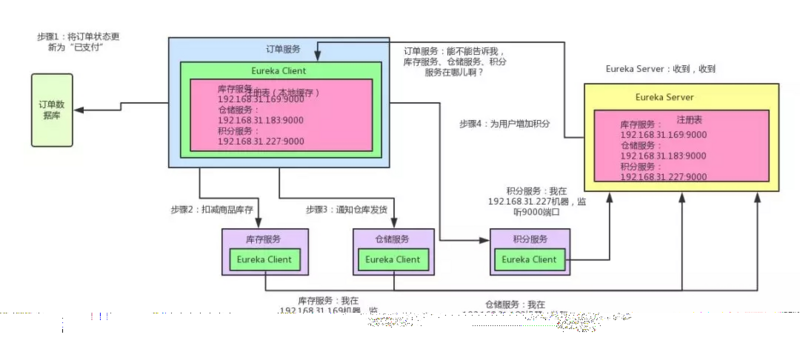 步骤1：将订单状态更
新为“已支付”
订单数
据库
订单服务
Eureka Client
注册表（本地缓存）
库存服务：
192.168.31.169:9000
仓储服务：
192.168.31.183:9000
积分服务：
192.168.31.227:9000
订单服务：能不能告诉我，
库存服务、仓储服务、积分
服务在哪儿啊？
Eureka Server：收到，收到
Eureka Server
注册表
库存服务：
192.168.31.169:9000
仓储服务：
192.168.31.183:9000
积分服务：
192.168.31.227:9000
步骤4：为用户增加积分
步骤2：扣减商品库存
步骤3：通知仓库发货
积分服务：我在
192.168.31.227机器，监
听9000端口
库存服务
Eureka Client
仓储服务
Eureka Client
积分服务
Eureka Client
库存服务：我在
192.168.31.169机器，监
仓储服务：我在